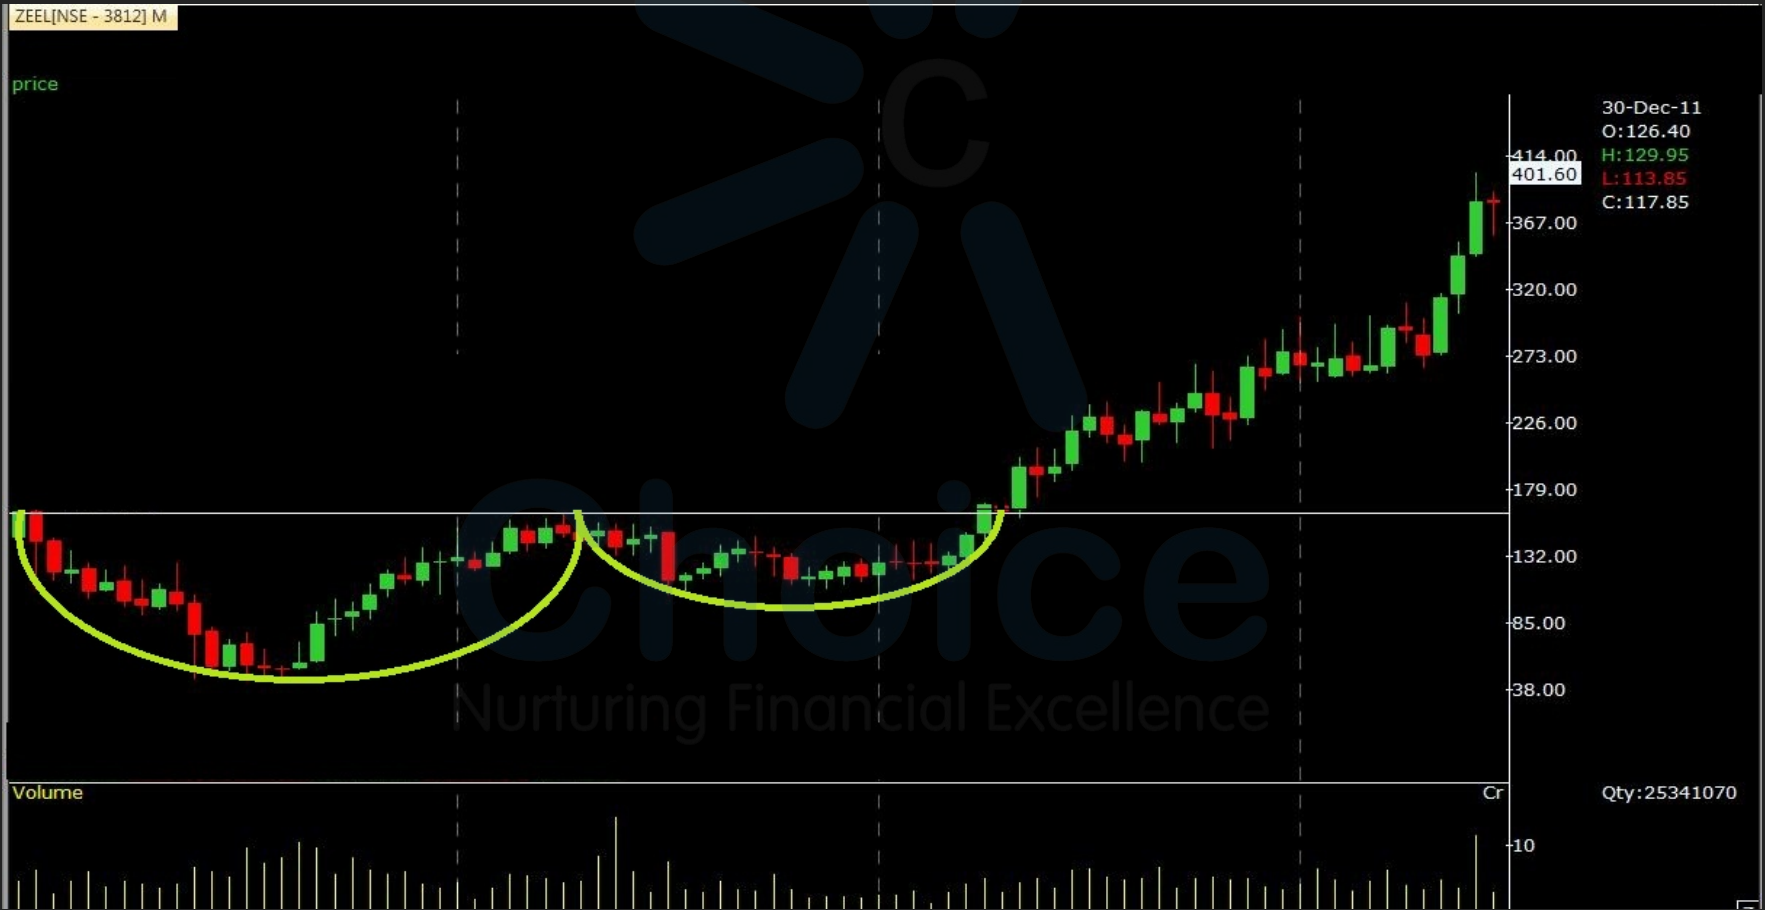 ZEEL[NSE - 3812] M
price
30-Dec-11
O:126.40
H:129.95
L:113.85
C:117.85
414.00
401.60
367.00
320.00
273.00
226.00
179.00
132.00
85.00
38.00
C
Choice
Nurturing Financial Excellence
Volume
Cr
Qty:25341070
10